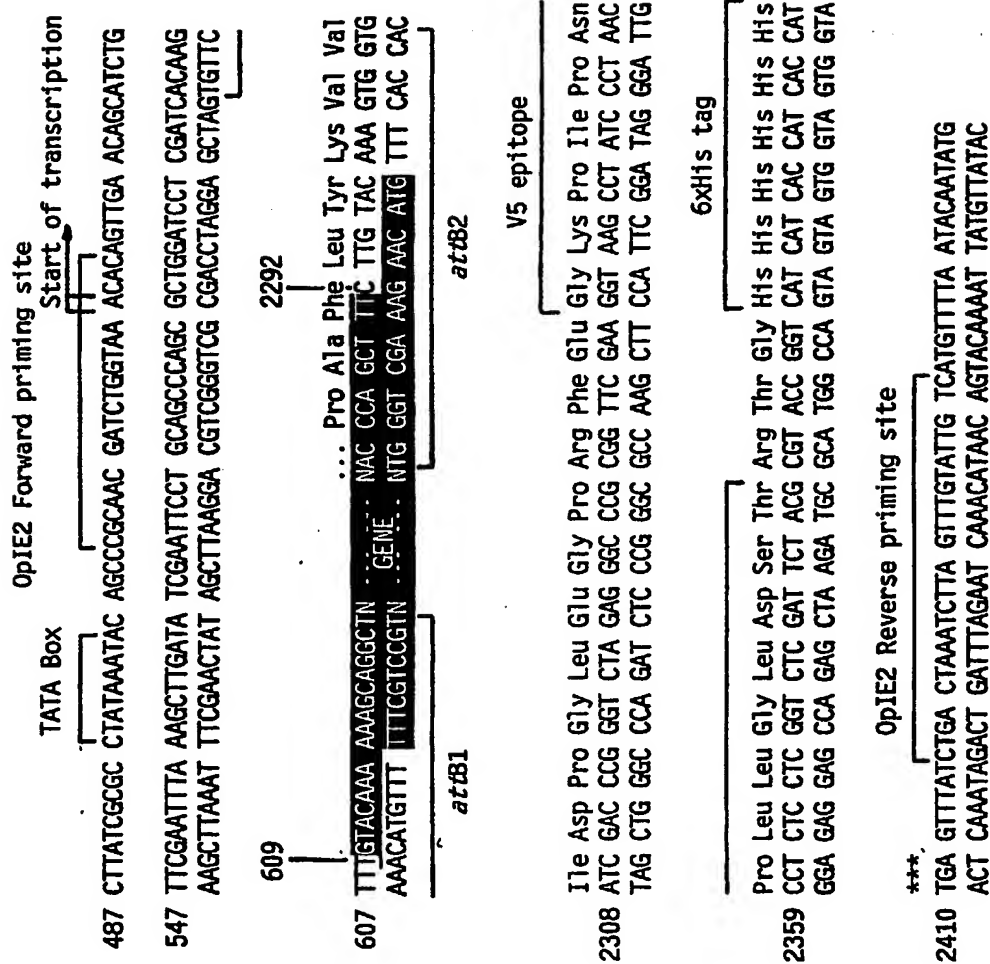 OpIE2 Forward priming site
TATA Box
Start of transcription
487 CTTATCGCGC CTATAAATAC AGCCCGCAAC GATCTGGTAA ACACAGTTGA ACAGCATCTG
547 TTCGAATTTA AAGCTTGATA TCGAATTCCT GCAGCCCAGC GCTGGATCCT CGATCACAAG
AAGCTTAAAT TTCGAACTAT AGCTTAAGGA CGTCGGGTCG CGACCTAGGA GCTAGTGTTC
609
2292
... Pro Ala Phe Leu Tyr Lys Val Val
607 TTTGTACAAA AAAGCAGGCTN ... NAC CCA GCT TTC TTG TAC AAA GTG GTG
GENE
AAACATGTTT TTTCGTCCGTN ... NTG GGT CGA AAG AAC ATG TTT CAC CAC
attB1
attB2
V5 epitope
Ile Asp Pro Gly Leu Glu Gly Pro Arg Phe Glu Gly Lys Pro Ile Pro Asn
2308 ATC GAC CCG GGT CTA GAG GGC CCG CGG TTC GAA GGT AAG CCT ATC CCT AAC
TAG CTG GGC CCA GAT CTC CCG GGC GCC AAG CTT CCA TTC GGA TAG GGA TTG
6xHis tag
Pro Leu Leu Gly Leu Asp Ser Thr Arg Thr Gly His His His His His His
2359 CCT CTC CTC GGT CTC GAT TCT ACG CGT ACC GGT CAT CAT CAC CAT CAC CAT
GGA GAG GAG CCA GAG CTA AGA TGC GCA TGG CCA GTA GTA GTG GTA GTG GTA
OpIE2 Reverse priming site
***
2410 TGA GTTTATCTGA CTAAATCTTA GTTTGTATTG TCATGTTTTA ATACAATATG
ACT CAAATAGACT GATTTAGAAT CAAACATAAC AGTACAAAAT TATGTTATAC